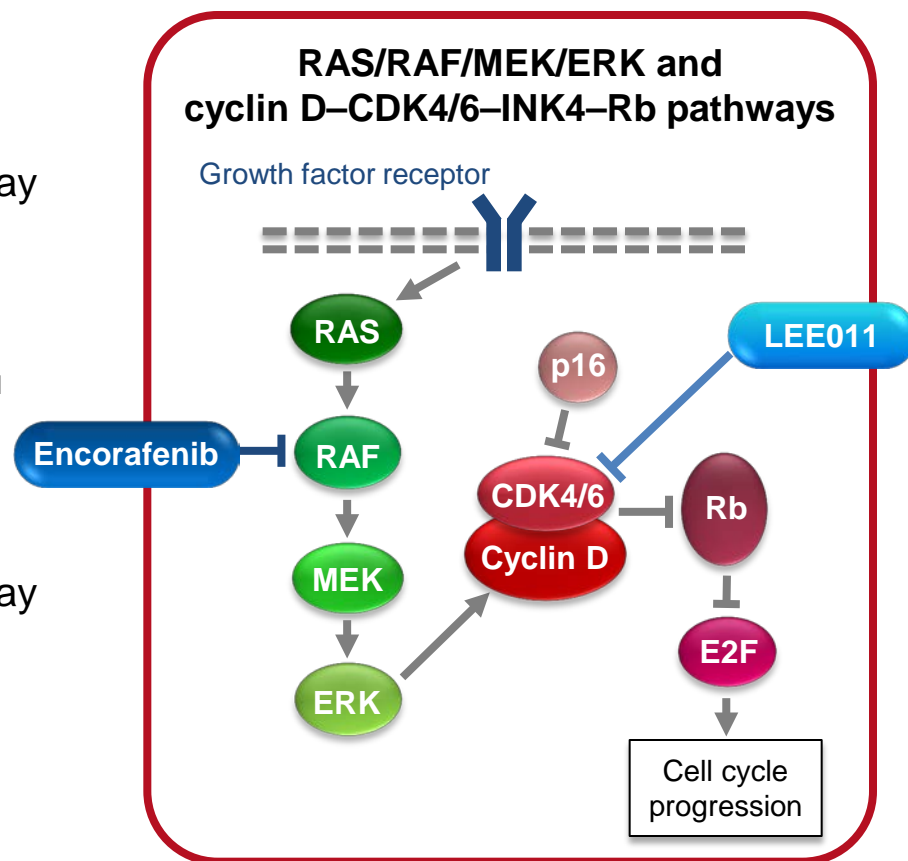 RAS/RAF/MEK/ERK and
cyclin D–CDK4/6–INK4–Rb pathways
Growth factor receptor
RAS
LEE011
p16
Encorafenib
RAF
CDK4/6
Rb
Cyclin D
MEK
E2F
ERK
Cell cycle
progression